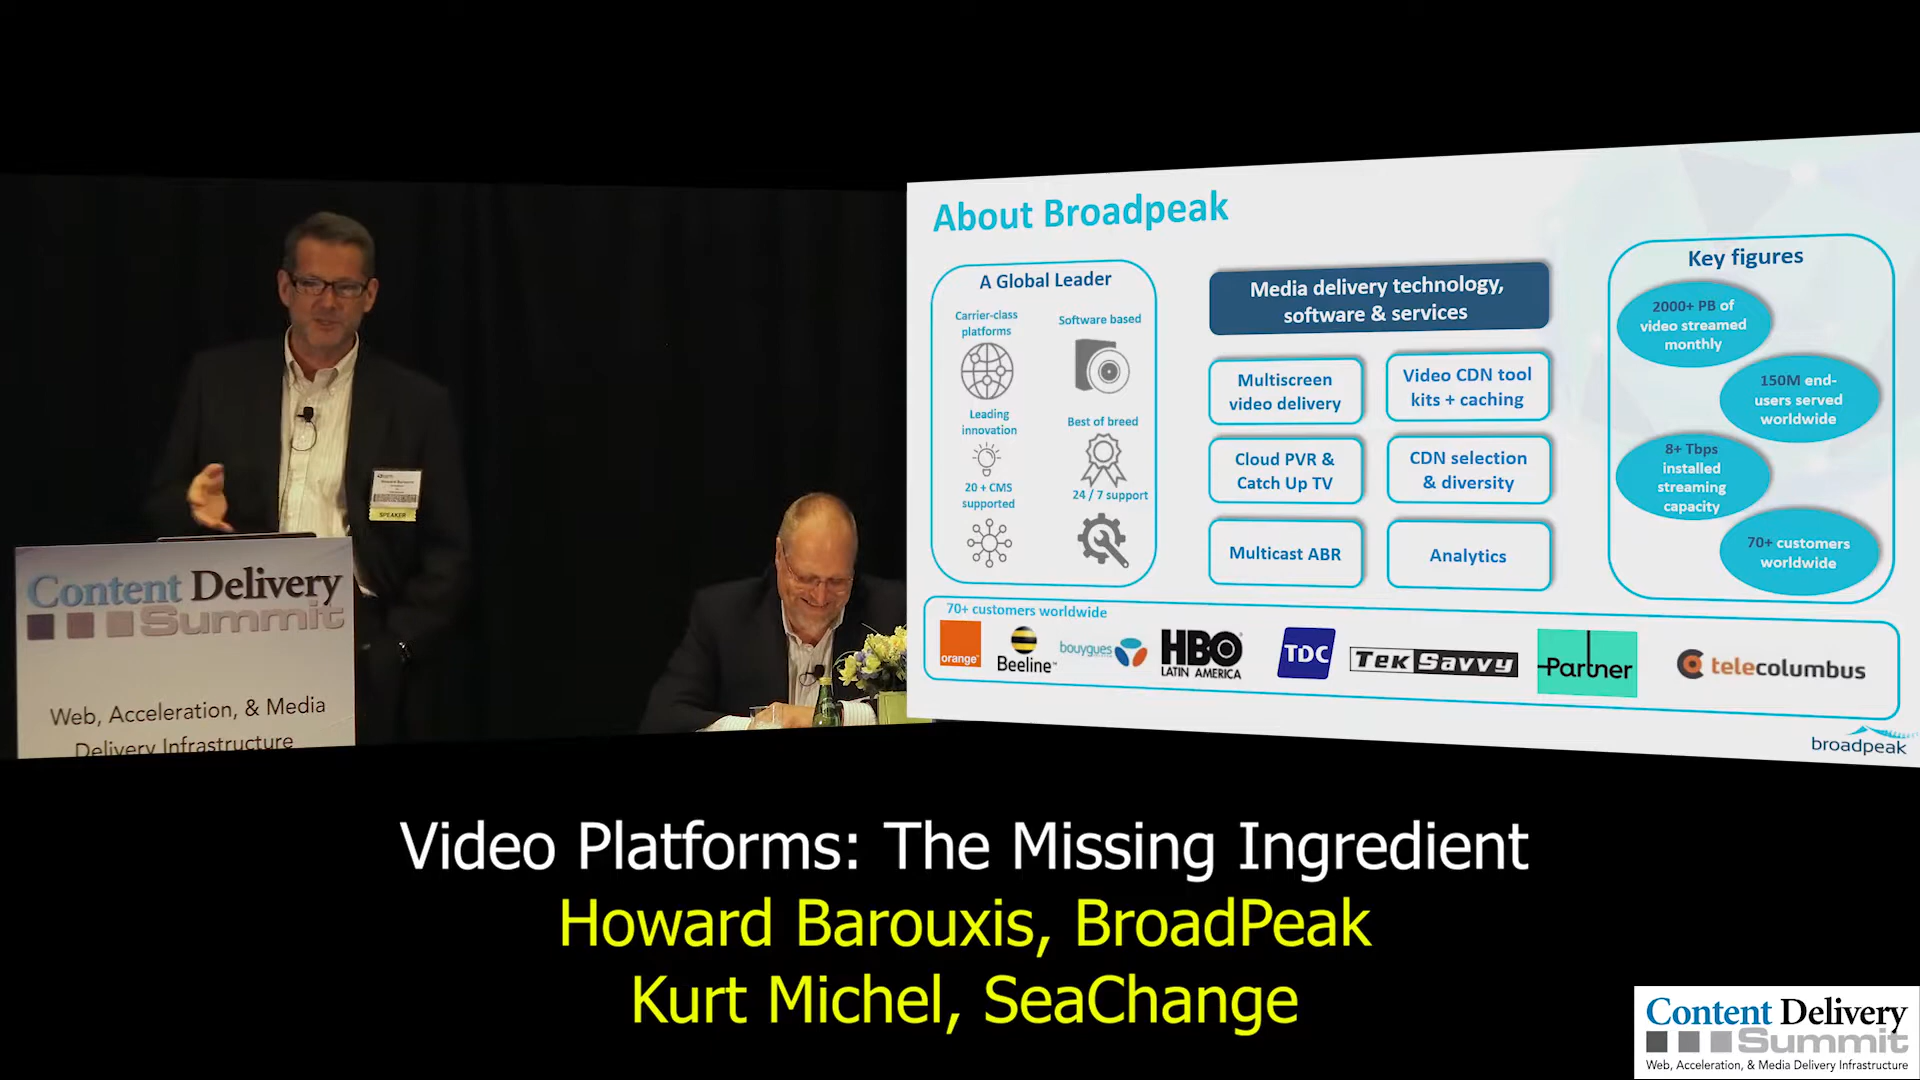 About Broadpeak
A Global Leader
Carrier-class
platforms
Software based
Leading
innovation
Best of breed
20 + CMS
supported
24 / 7 support
Media delivery technology,
software & services
Multiscreen
video delivery
Video CDN tool
kits + caching
Cloud PVR &
Catch Up TV
CDN selection
& diversity
Multicast ABR
Analytics
Key figures
2000+ PB of
video streamed
monthly
150M end-
users served
worldwide
8+ Tbps
installed
streaming
capacity
70+ customers
worldwide
70+ customers worldwide
orange™
Beeline™
bouygues
HBO
LATIN AMERICA
TDC
TEKSAVVY
Partner
telecolumbus
broadpeak
SPEAKER
Content Delivery
Summit
Web, Acceleration, & Media
Delivery Infrastructure
Video Platforms: The Missing Ingredient
Howard Barouxis, BroadPeak
Kurt Michel, SeaChange
Content Delivery
Summit
Web, Acceleration, & Media Delivery Infrastructure